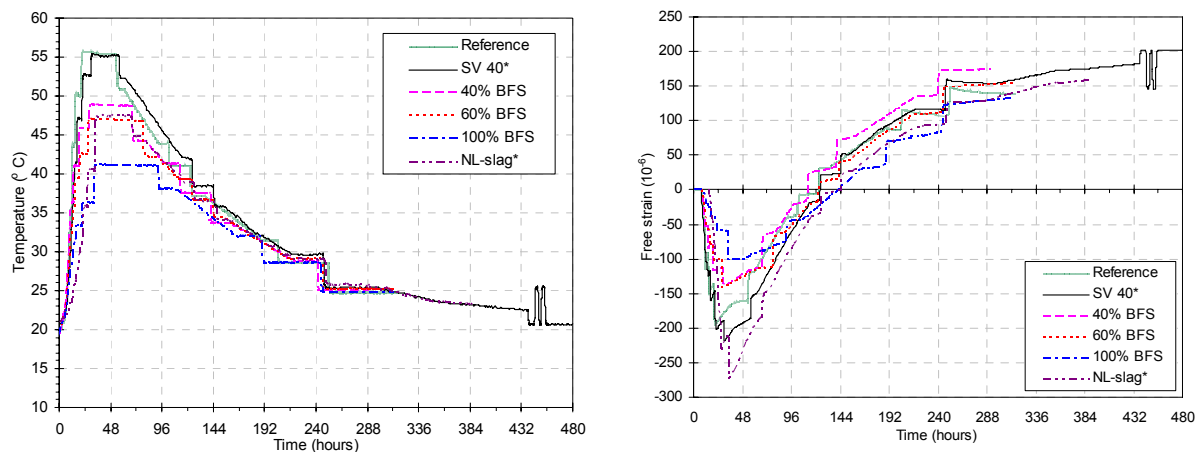 Temperature (° C)
60
55
50
45
40
35
30
25
20
15
10
0 48 96 144 192 240 288 336 384 432 480
Time (hours)
Reference
SV 40*
40% BFS
60% BFS
100% BFS
NL-slag*
Free strain (10⁻⁶)
250
200
150
100
50
0
-50
-100
-150
-200
-250
-300
0 48 96 144 192 240 288 336 384 432 480
Time (hours)
Reference
SV 40*
40% BFS
60% BFS
100% BFS
NL-slag*